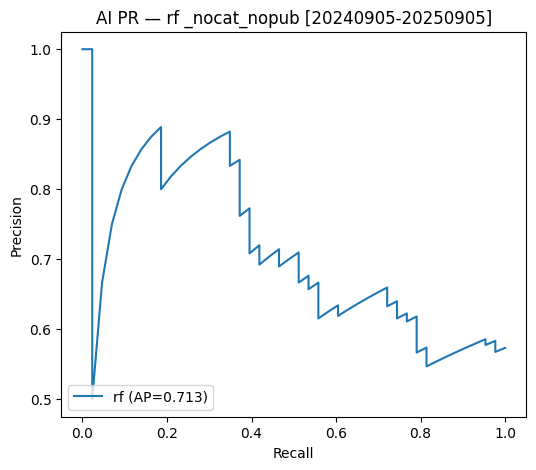 AI PR — rf _nocat_nopub [20240905-20250905]
1.0
0.9
0.8
0.7
0.6
0.5
Precision
rf (AP=0.713)
0.0 0.2 0.4 0.6 0.8 1.0
Recall